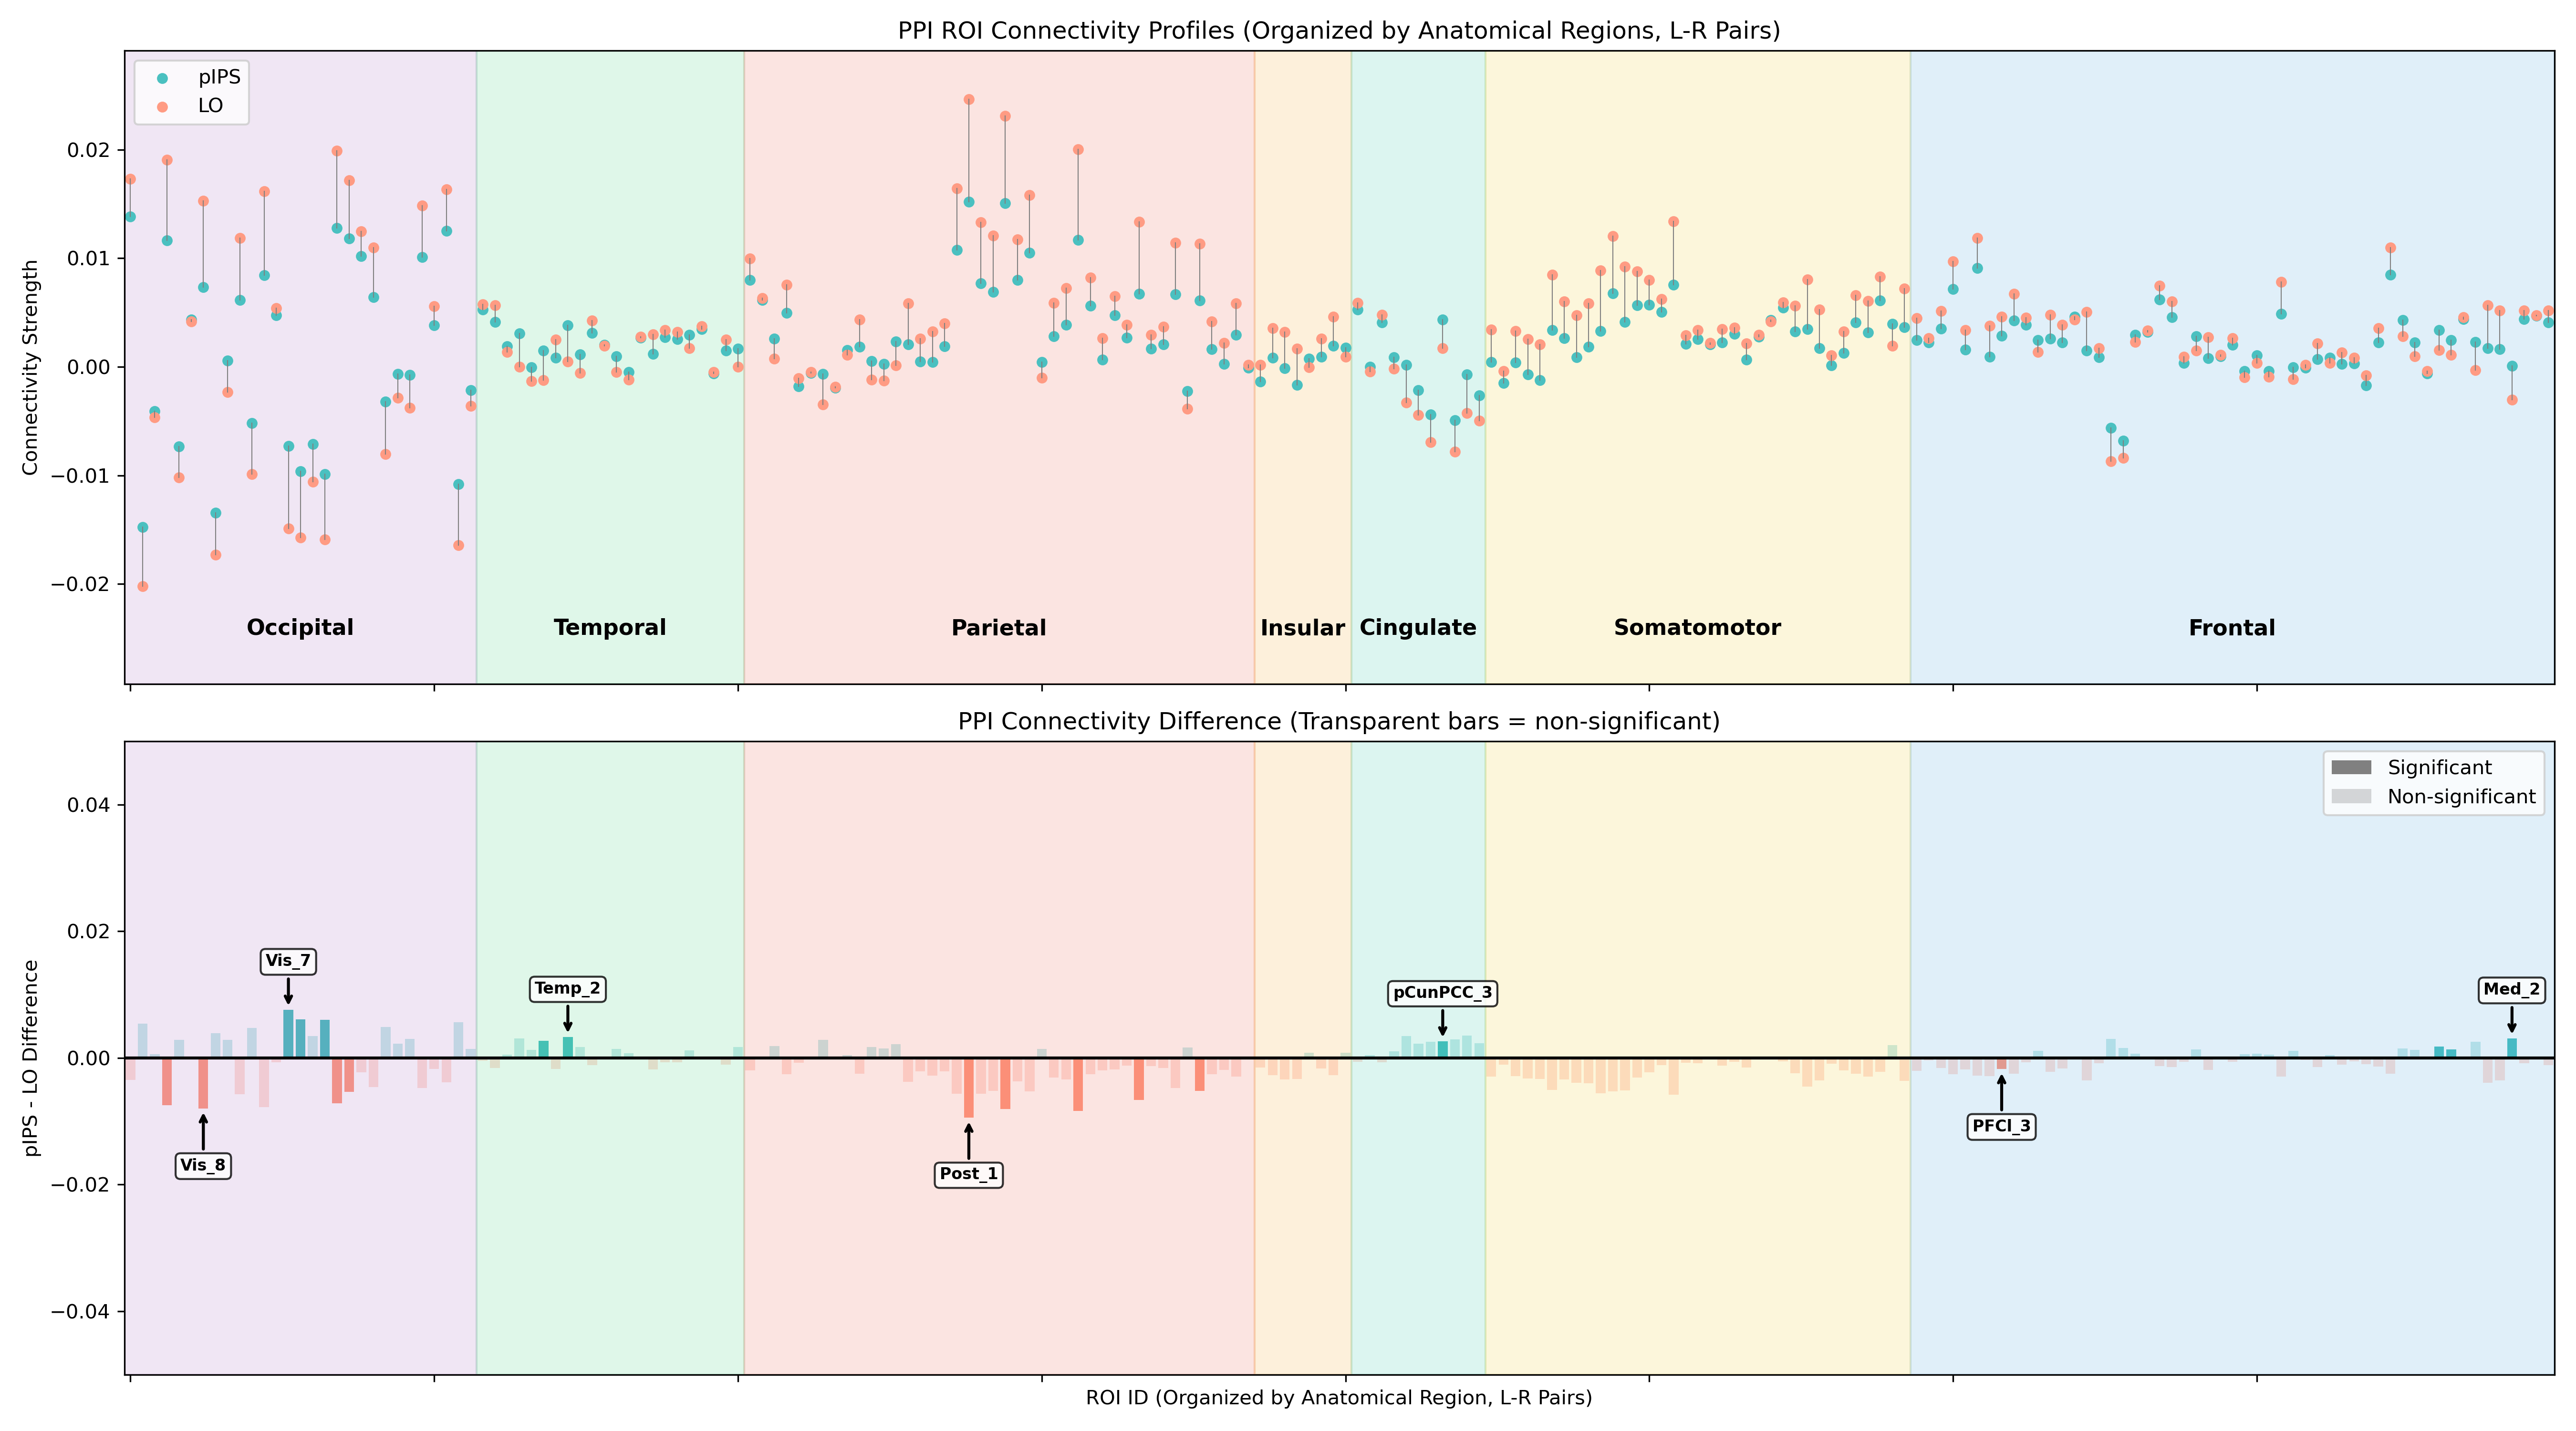 PPI ROI Connectivity Profiles (Organized by Anatomical Regions, L-R Pairs)
pIPS
LO
Connectivity Strength
0.02
0.01
0.00
−0.01
−0.02
Occipital
Temporal
Parietal
Insular
Cingulate
Somatomotor
Frontal
PPI Connectivity Difference (Transparent bars = non-significant)
Significant
Non-significant
pIPS - LO Difference
0.04
0.02
0.00
−0.02
−0.04
Vis_7
Temp_2
pCunPCC_3
Med_2
Vis_8
Post_1
PFCl_3
ROI ID (Organized by Anatomical Region, L-R Pairs)